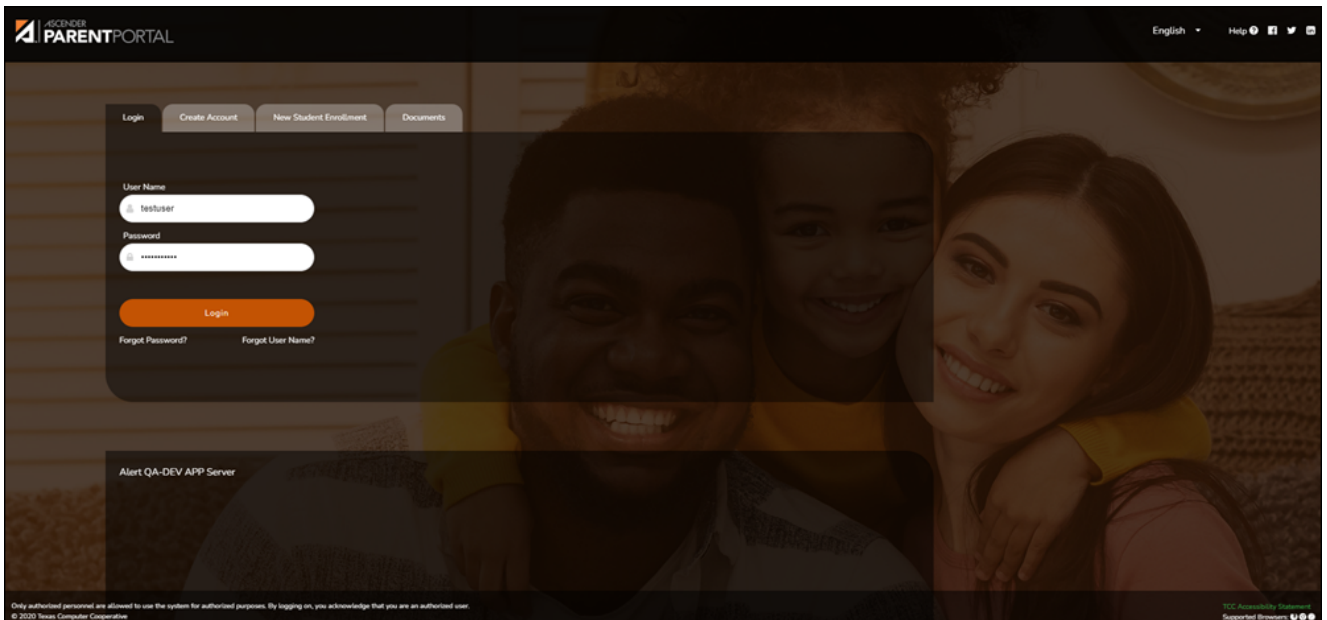 ASCENDER
PARENTPORTAL
English
Help
Login
Create Account
New Student Enrollment
Documents
User Name
testuser
Password
Login
Forgot Password?
Forgot User Name?
Alert QA-DEV APP Server
Only authorized personnel are allowed to use the system for authorized purposes. By logging on, you acknowledge that you are an authorized user.
© 2020 Texas Computer Cooperative
TCC Accessibility Statement
Supported Browsers: